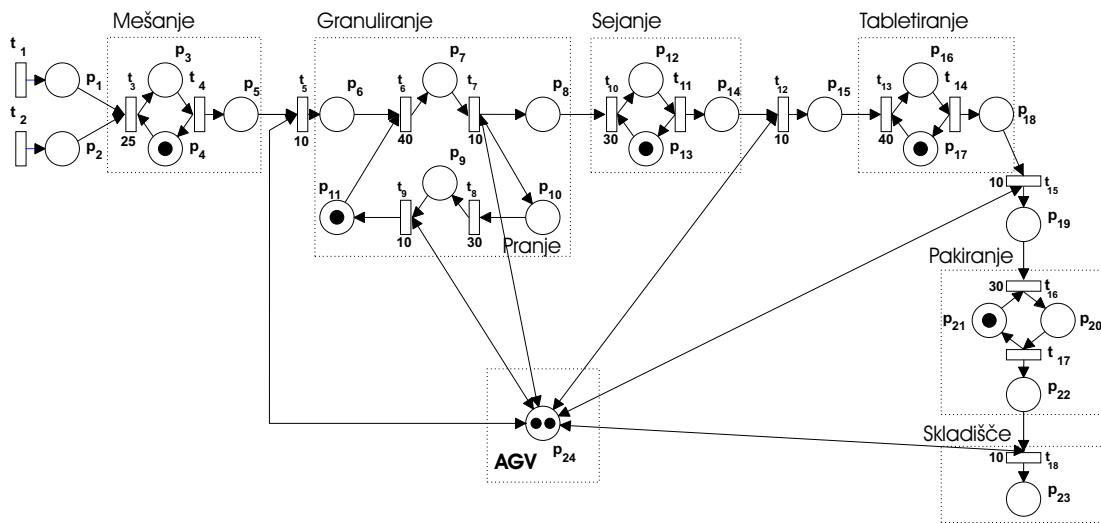 Mešanje
Granuliranje
Sejanje
Tabletiranje
t 1
p1
t 2
p2
t3
25
p3
t4
p4
p5
t5
10
p6
t6
40
p7
t7
10
p8
p9
t9
10
t8
30
p10
p11
Pranje
t10
30
p12
t11
p13
p14
t12
10
p15
t13
40
p16
t14
p17
p18
10
t15
p19
Pakiranje
30
t16
p21
p20
t 17
p22
Skladišče
10
t18
p23
AGV
p24